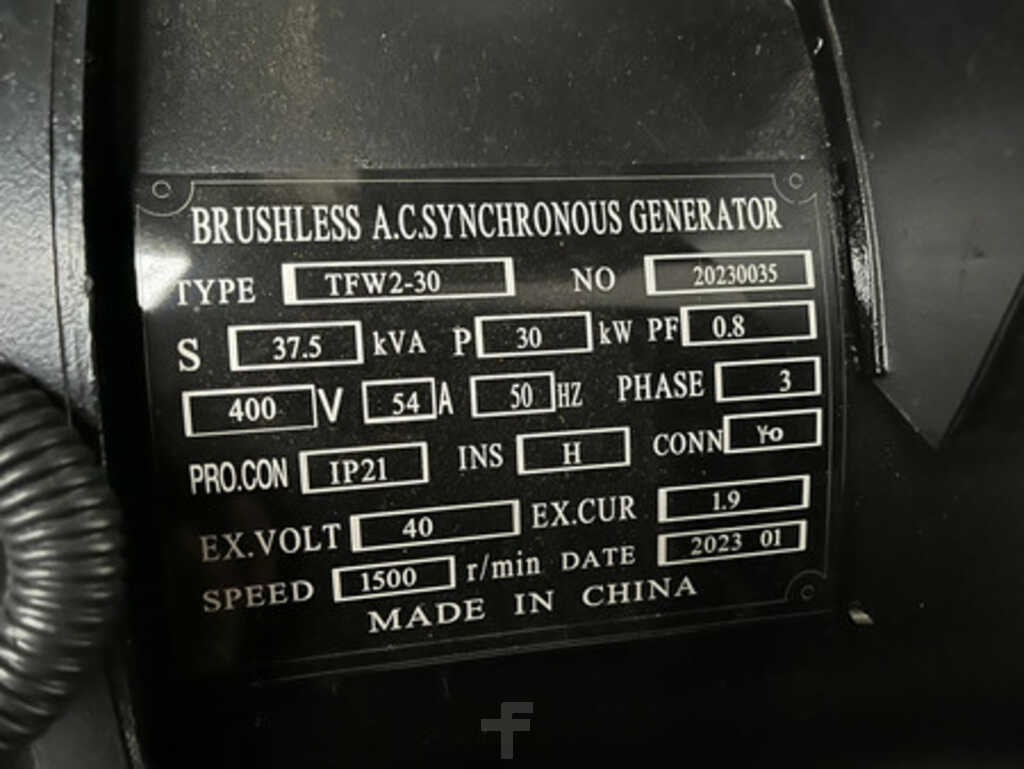 BRUSHLESS A.C.SYNCHRONOUS GENERATOR
TYPE TFW2-30 NO 20230035
S 37.5 kVA P 30 kW PF 0.8
400 V 54 A 50 HZ PHASE 3
PRO.CON IP21 INS H CONN Yo
EX.VOLT 40 EX.CUR 1.9
SPEED 1500 r/min DATE 2023 01
MADE IN CHINA